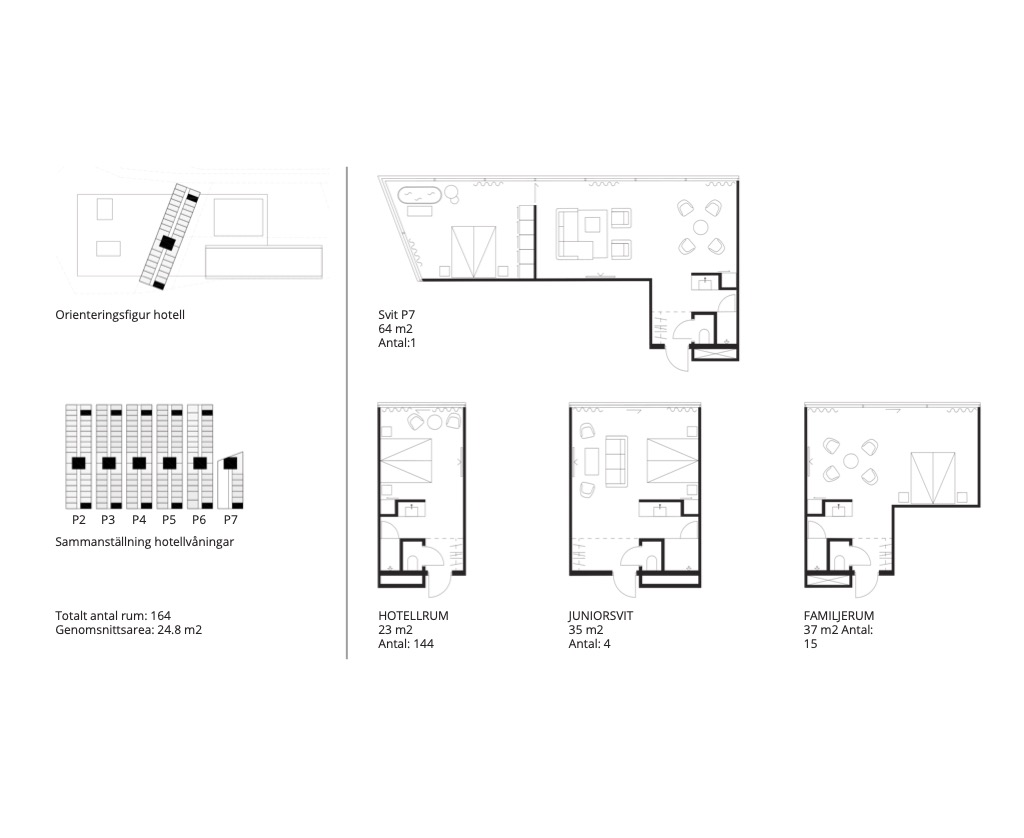 Orienteringsfigur hotell
P2 P3 P4 P5 P6 P7
Sammanställning hotellvåningar
Totalt antal rum: 164
Genomsnittsarea: 24.8 m2
Svit P7
64 m2
Antal:1
HOTELLRUM
23 m2
Antal: 144
JUNIORSVIT
35 m2
Antal: 4
FAMILJERUM
37 m2 Antal:
15